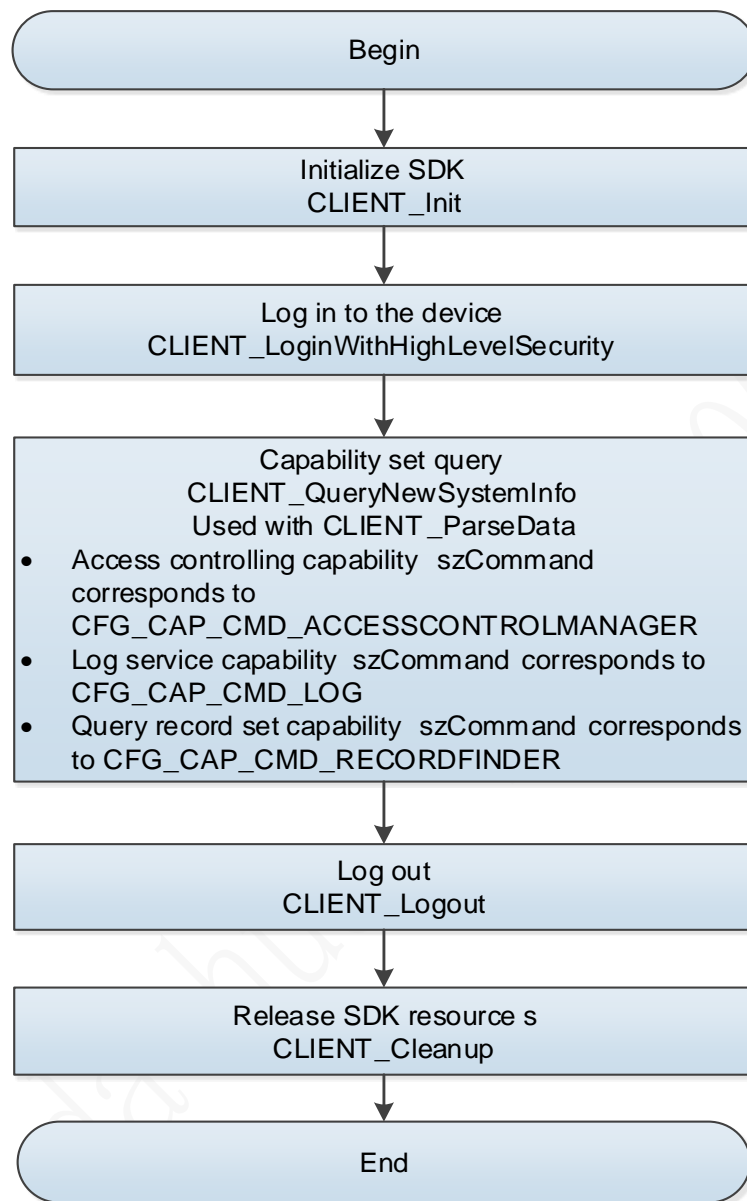 Begin
Initialize SDK
CLIENT_Init
Log in to the device
CLIENT_LoginWithHighLevelSecurity
Capability set query
CLIENT_QueryNewSystemInfo
Used with CLIENT_ParseData
• Access controlling capability szCommand
corresponds to
CFG_CAP_CMD_ACCESSCONTROLMANAGER
• Log service capability szCommand corresponds to
CFG_CAP_CMD_LOG
• Query record set capability szCommand corresponds
to CFG_CAP_CMD_RECORDFINDER
Log out
CLIENT_Logout
Release SDK resource s
CLIENT_Cleanup
End